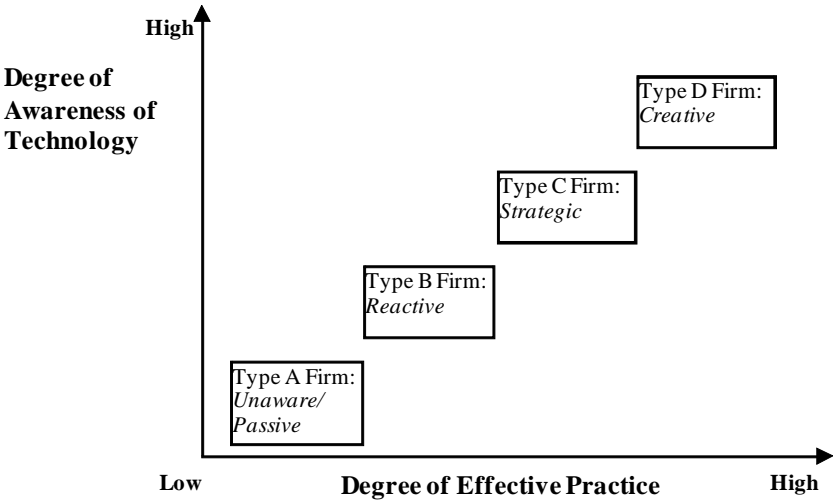 High
Degree of
Awareness of
Technology
Type D Firm:
Creative
Type C Firm:
Strategic
Type B Firm:
Reactive
Type A Firm:
Unaware/
Passive
Low Degree of Effective Practice High